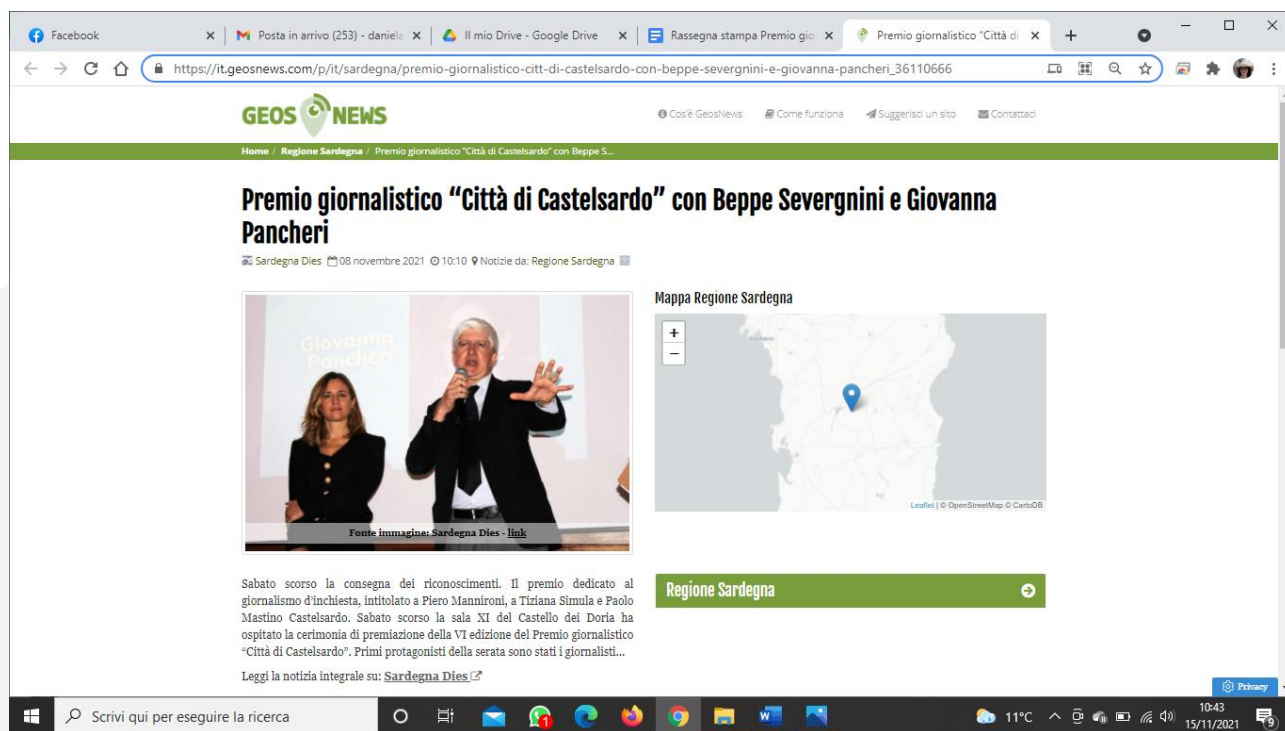 Facebook
Posta in arrivo (253) - daniela
Il mio Drive - Google Drive
Rassegna stampa Premio gio
Premio giornalistico "Città di
https://it.geosnews.com/p/it/sardegna/premio-giornalistico-citt-di-castelsardo-con-beppe-severgnini-e-giovanna-pancheri_36110666
GEOS NEWS
Cos'è GeosNews
Come funziona
Suggerisci un sito
Contattaci
Home / Regione Sardegna / Premio giornalistico "Città di Castelsardo" con Beppe S...
Premio giornalistico “Città di Castelsardo” con Beppe Severgnini e Giovanna
Pancheri
Sardegna Dies 08 novembre 2021 10:10 Notizie da: Regione Sardegna
Giovanna
Pancheri
Fonte immagine: Sardegna Dies - link
Mappa Regione Sardegna
+
−
Leaflet | © OpenStreetMap © CartoDB
Sabato scorso la consegna dei riconoscimenti. Il premio dedicato al
giornalismo d'inchiesta, intitolato a Piero Mannironi, a Tiziana Simula e Paolo
Mastino Castelsardo. Sabato scorso la sala XI del Castello dei Doria ha
ospitato la cerimonia di premiazione della VI edizione del Premio giornalistico
“Città di Castelsardo”. Primi protagonisti della serata sono stati i giornalisti...
Leggi la notizia integrale su: Sardegna Dies
Regione Sardegna
Privacy
Scrivi qui per eseguire la ricerca
11°C
10:43
15/11/2021
9